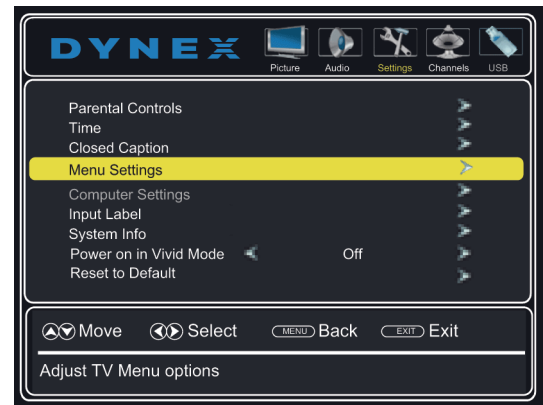 DYNEX
Picture Audio Settings Channels USB
Parental Controls
Time
Closed Caption
Menu Settings
Computer Settings
Input Label
System Info
Power on in Vivid Mode Off
Reset to Default
Move Select MENU Back EXIT Exit
Adjust TV Menu options